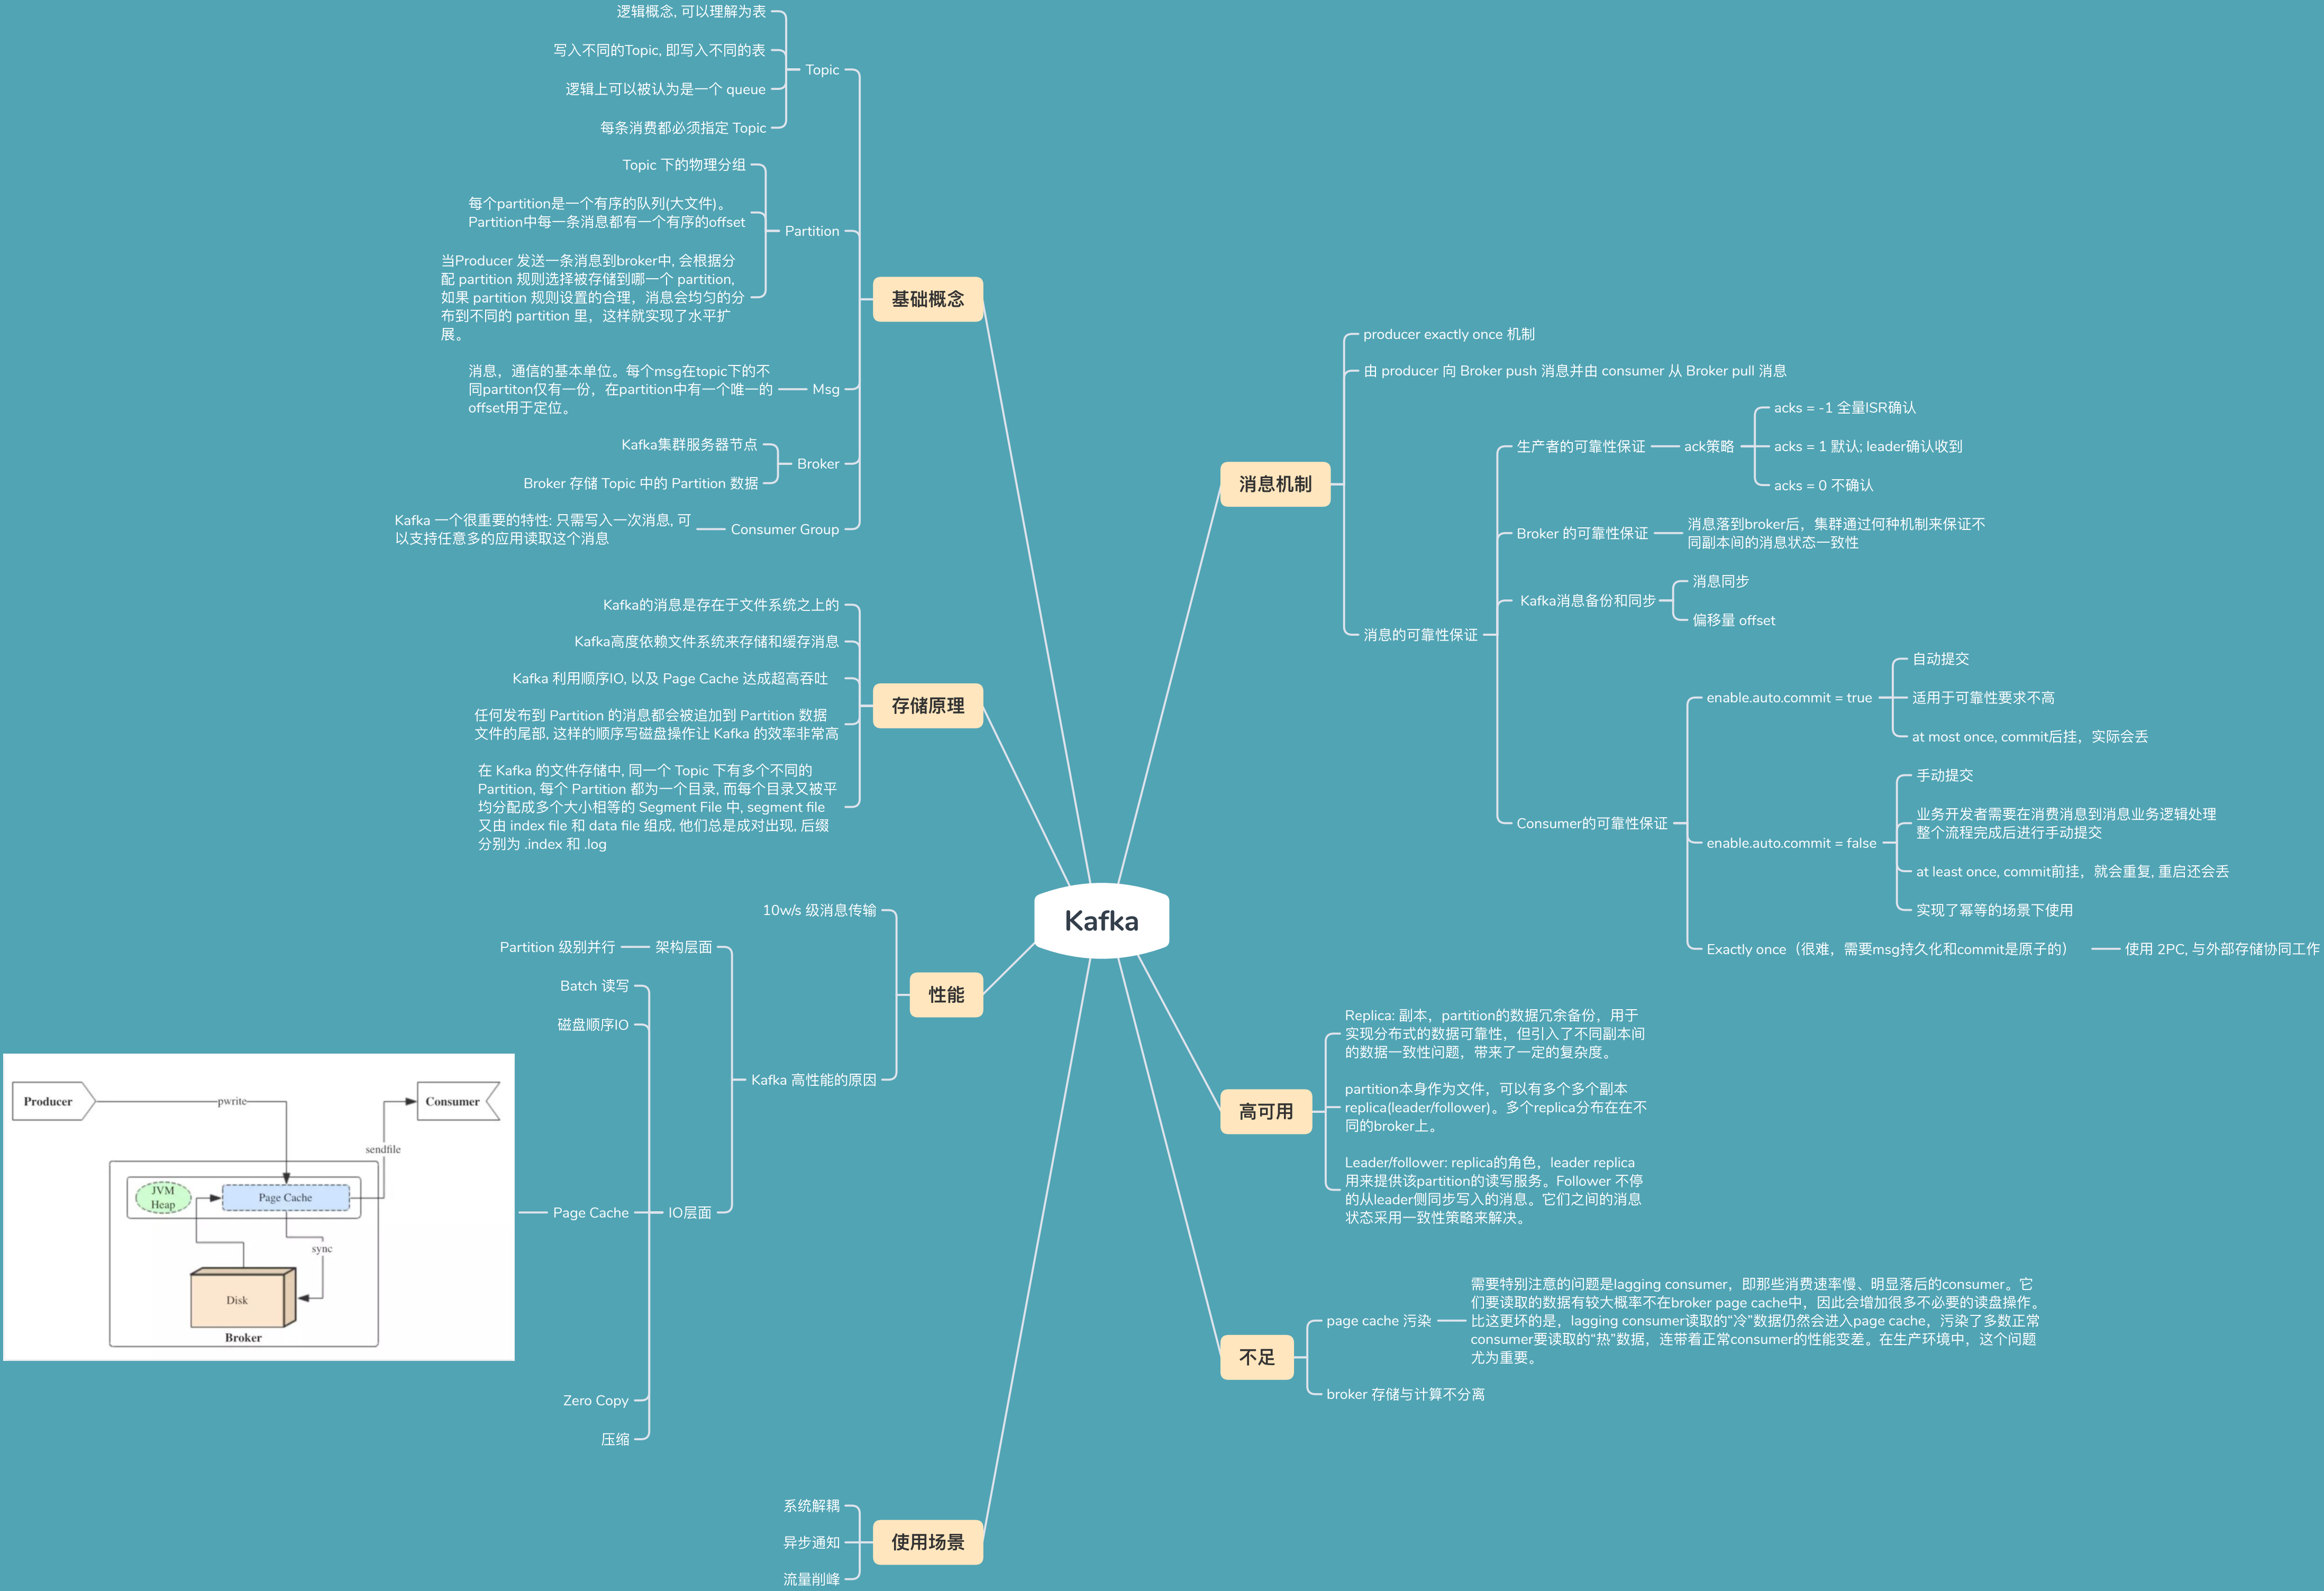 Kafka
基础概念
Topic
逻辑概念, 可以理解为表
写入不同的Topic, 即写入不同的表
逻辑上可以被认为是一个 queue
每条消费都必须指定 Topic
Partition
Topic 下的物理分组
每个partition是一个有序的队列(大文件)。
Partition中每一条消息都有一个有序的offset
当Producer 发送一条消息到broker中, 会根据分
配 partition 规则选择被存储到哪一个 partition,
如果 partition 规则设置的合理，消息会均匀的分
布到不同的 partition 里，这样就实现了水平扩
展。
Msg
消息，通信的基本单位。每个msg在topic下的不
同partiton仅有一份，在partition中有一个唯一的
offset用于定位。
Broker
Kafka集群服务器节点
Broker 存储 Topic 中的 Partition 数据
Consumer Group
Kafka 一个很重要的特性: 只需写入一次消息, 可
以支持任意多的应用读取这个消息
存储原理
Kafka的消息是存在于文件系统之上的
Kafka高度依赖文件系统来存储和缓存消息
Kafka 利用顺序IO, 以及 Page Cache 达成超高吞吐
任何发布到 Partition 的消息都会被追加到 Partition 数据
文件的尾部, 这样的顺序写磁盘操作让 Kafka 的效率非常高
在 Kafka 的文件存储中, 同一个 Topic 下有多个不同的
Partition, 每个 Partition 都为一个目录, 而每个目录又被平
均分配成多个大小相等的 Segment File 中, segment file
又由 index file 和 data file 组成, 他们总是成对出现, 后缀
分别为 .index 和 .log
性能
10w/s 级消息传输
Kafka 高性能的原因
架构层面
Partition 级别并行
IO层面
Batch 读写
磁盘顺序IO
Page Cache
Producer
pwrite
Consumer
sendfile
JVM
Heap
Page Cache
sync
Disk
Broker
Zero Copy
压缩
使用场景
系统解耦
异步通知
流量削峰
消息机制
producer exactly once 机制
由 producer 向 Broker push 消息并由 consumer 从 Broker pull 消息
消息的可靠性保证
生产者的可靠性保证
ack策略
acks = -1 全量ISR确认
acks = 1 默认; leader确认收到
acks = 0 不确认
Broker 的可靠性保证
消息落到broker后，集群通过何种机制来保证不
同副本间的消息状态一致性
Kafka消息备份和同步
消息同步
偏移量 offset
Consumer的可靠性保证
enable.auto.commit = true
自动提交
适用于可靠性要求不高
at most once, commit后挂，实际会丢
enable.auto.commit = false
手动提交
业务开发者需要在消费消息到消息业务逻辑处理
整个流程完成后进行手动提交
at least once, commit前挂，就会重复, 重启还会丢
实现了幂等的场景下使用
Exactly once（很难，需要msg持久化和commit是原子的）
使用 2PC, 与外部存储协同工作
高可用
Replica: 副本，partition的数据冗余备份，用于
实现分布式的数据可靠性，但引入了不同副本间
的数据一致性问题，带来了一定的复杂度。
partition本身作为文件，可以有多个多个副本
replica(leader/follower)。多个replica分布在在不
同的broker上。
Leader/follower: replica的角色，leader replica
用来提供该partition的读写服务。Follower 不停
的从leader侧同步写入的消息。它们之间的消息
状态采用一致性策略来解决。
不足
page cache 污染
需要特别注意的问题是lagging consumer，即那些消费速率慢、明显落后的consumer。它
们要读取的数据有较大概率不在broker page cache中，因此会增加很多不必要的读盘操作。
比这更坏的是，lagging consumer读取的“冷”数据仍然会进入page cache，污染了多数正常
consumer要读取的“热”数据，连带着正常consumer的性能变差。在生产环境中，这个问题
尤为重要。
broker 存储与计算不分离